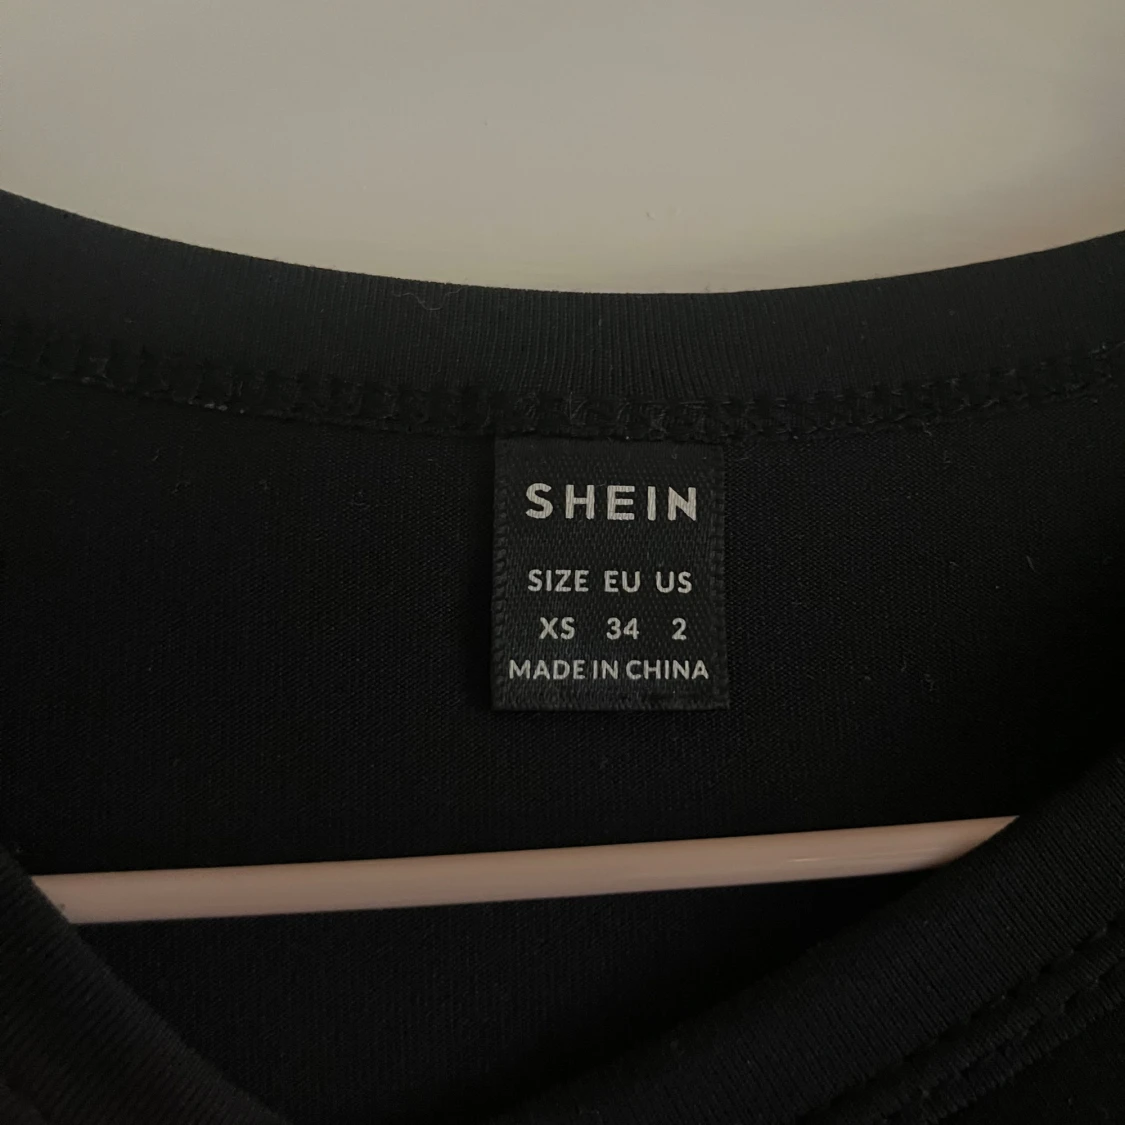 SHEIN
SIZE EU US
XS 34 2
MADE IN CHINA